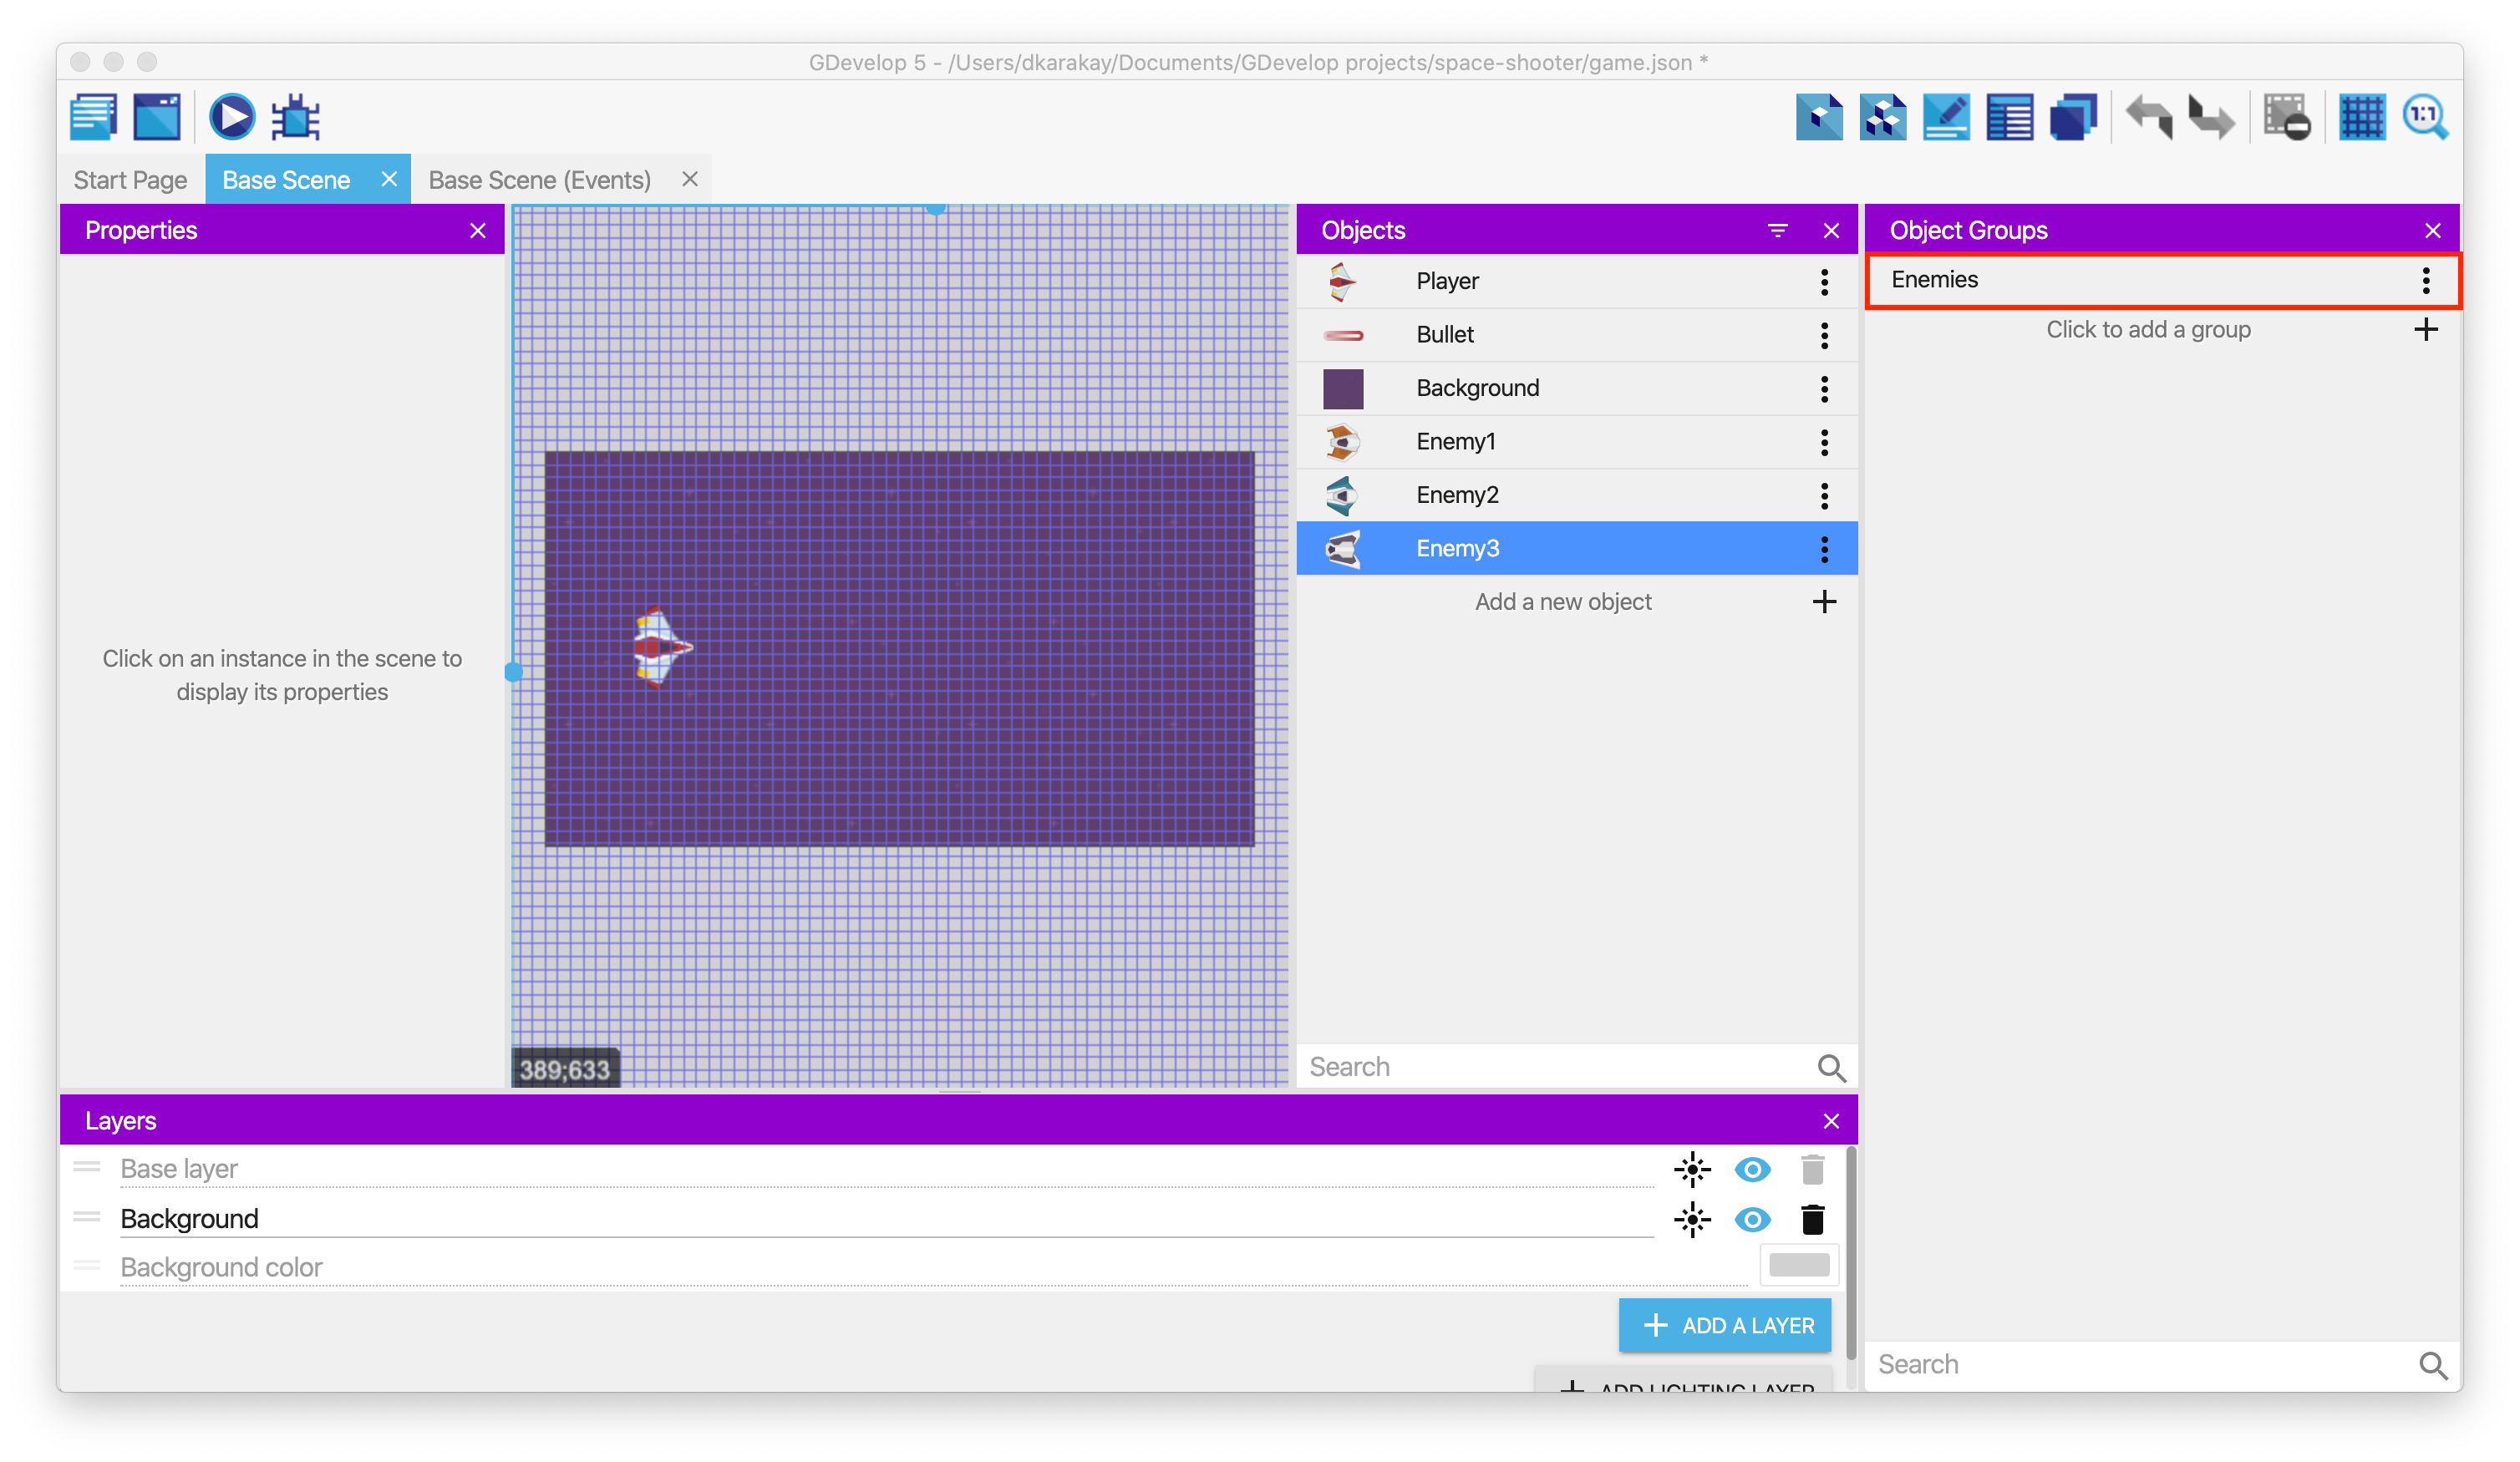 GDevelop 5 - /Users/dkarakay/Documents/GDevelop projects/space-shooter/game.json *
1:1
Start Page
Base Scene
Base Scene (Events)
Properties
Click on an instance in the scene to
display its properties
389;633
Objects
Player
Bullet
Background
Enemy1
Enemy2
Enemy3
Add a new object
Search
Object Groups
Enemies
Click to add a group
Search
Layers
Base layer
Background
Background color
ADD A LAYER
ADD LIGHTING LAYER